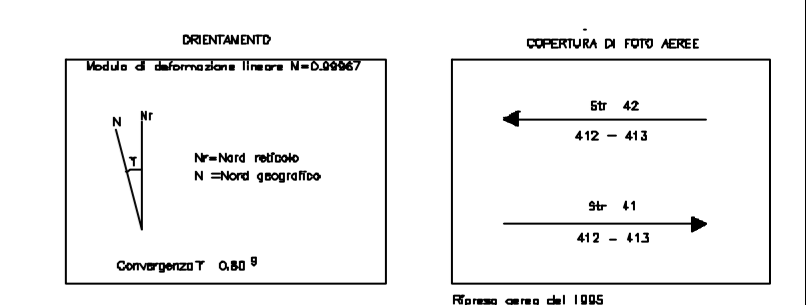 ORIENTAMENTO
Modulo di deformazione lineare N=0.99967
N
Nr
T
Nr=Nord reticolo
N =Nord geografico
Convergenza T 0.80 g
COPERTURA DI FOTO AEREE
Str 42
412 - 413
Str 41
412 - 413
Ripresa aerea del 1995